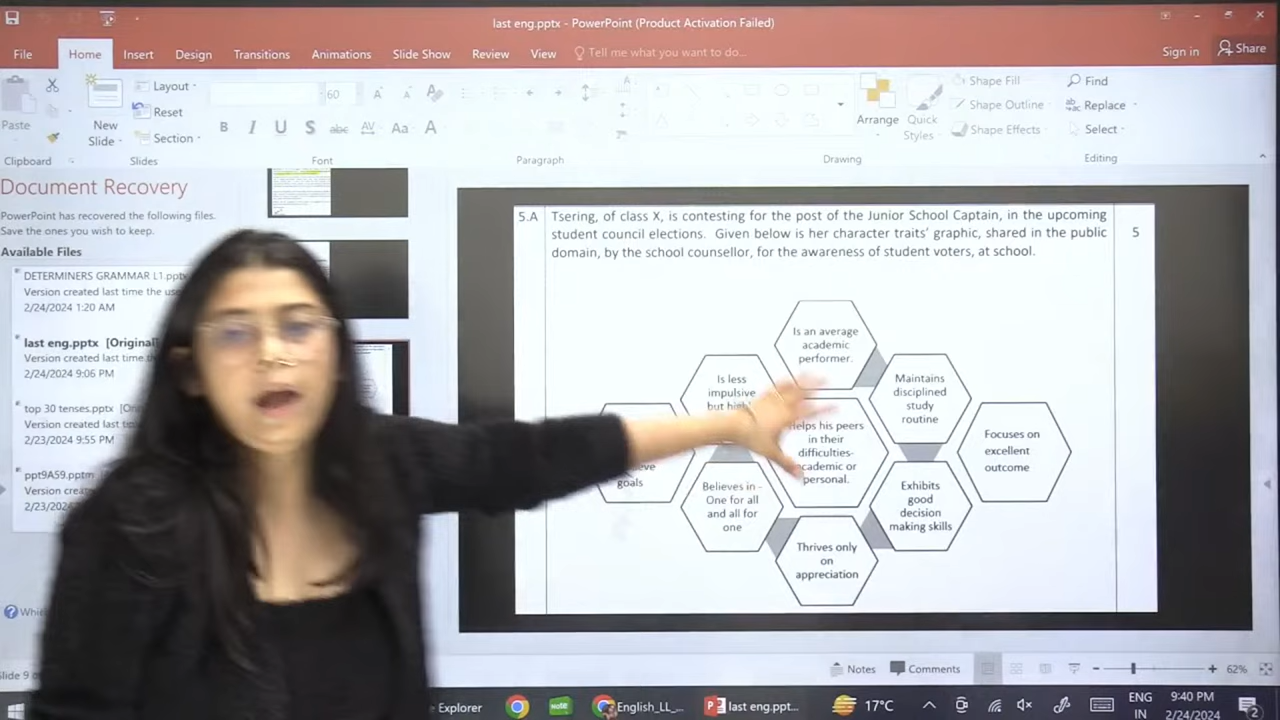 last eng.pptx - PowerPoint (Product Activation Failed)
File Home Insert Design Transitions Animations Slide Show Review View Tell me what you want to do... Sign in Share
Paste
New
Slide
Layout
Reset
Section
60
B I U S abc AV Aa A
Arrange
Quick
Styles
Shape Fill
Shape Outline
Shape Effects
Find
Replace
Select
Clipboard Slides Font Paragraph Drawing Editing
Document Recovery
PowerPoint has recovered the following files.
Save the ones you wish to keep.
Available Files
DETERMINERS GRAMMAR L1.pptx
Version created last time the
2/24/2024 1:20 AM
last eng.pptx [Original]
Version created last time
2/24/2024 9:06 PM
top 30 tenses.pptx
Version created last
2/23/2024 9:55 PM
ppt9A59.pptm
Version
5.A Tsering, of class X, is contesting for the post of the Junior School Captain, in the upcoming
student council elections. Given below is her character traits' graphic, shared in the public 5
domain, by the school counsellor, for the awareness of student voters, at school.
Is an average
academic
performer.
Is less
impulsive
but
Maintains
disciplined
study
routine
helps his peers
in their
difficulties-
academic or
personal.
Focuses on
excellent
outcome
goals
Believes in -
One for all
and all for
one
Exhibits
good
decision
making skills
Thrives only
on
appreciation
Slide 9
Notes Comments 62%
Explorer note English_LL_... last eng.ppt... 17°C ENG
IN 9:40 PM
2/24/2024 2